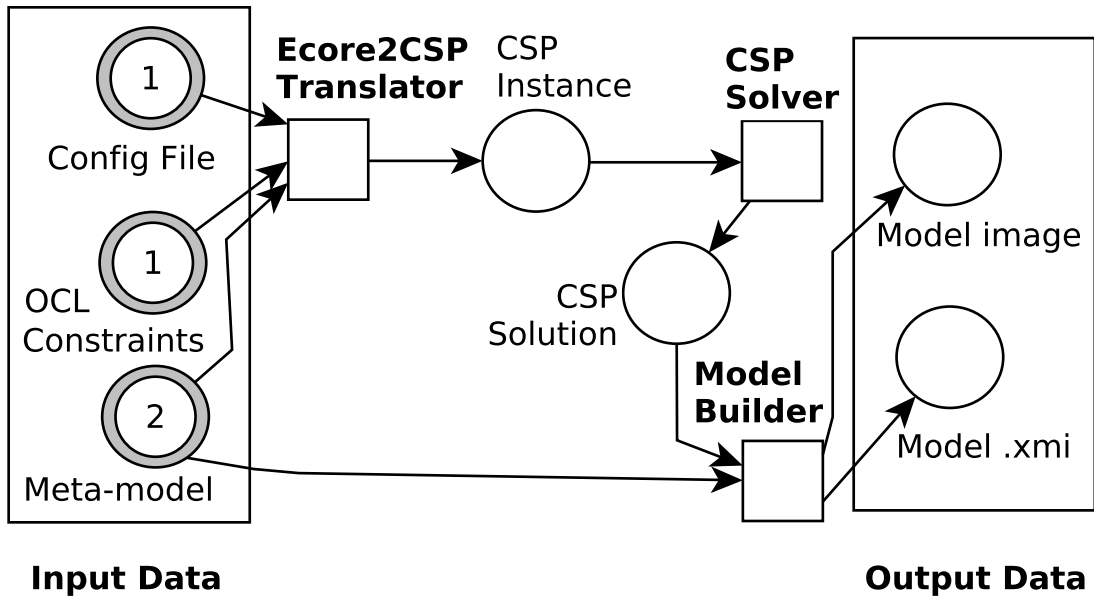 1
Config File
1
OCL
Constraints
2
Meta-model
Input Data
Ecore2CSP
Translator
CSP
Instance
CSP
Solver
CSP
Solution
Model
Builder
Model image
Model .xmi
Output Data